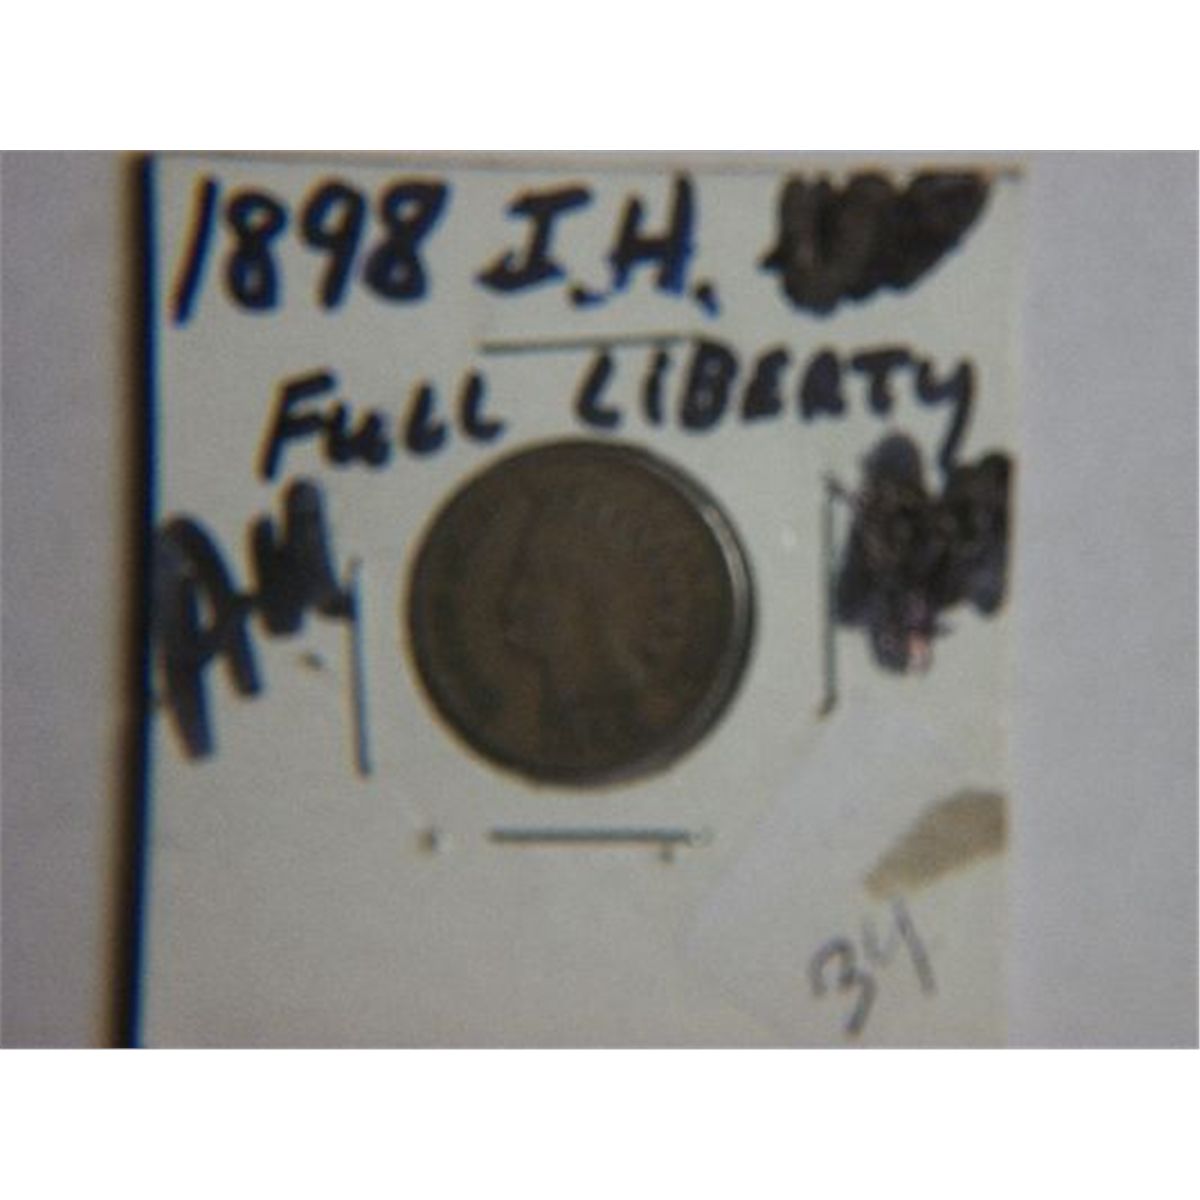 1898 I.H.
FULL LIBERTY
34